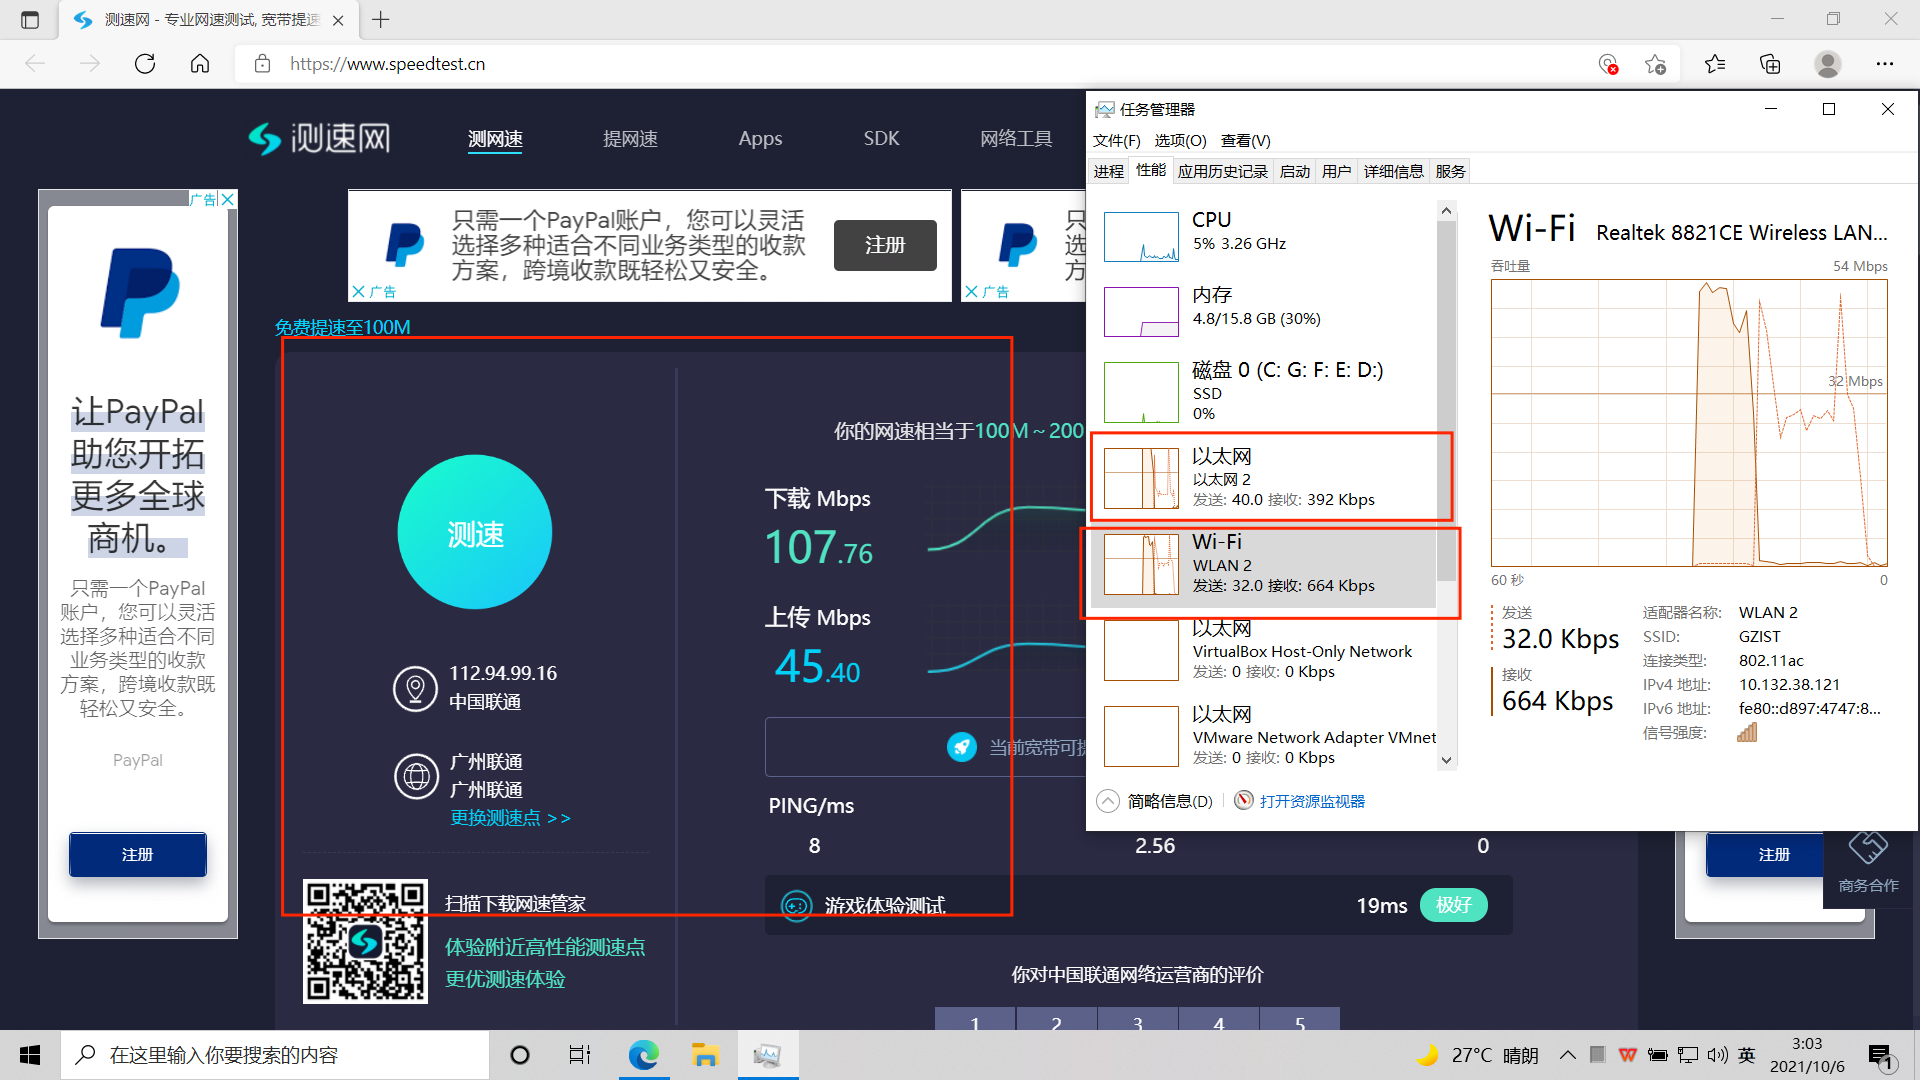 测速网 - 专业网速测试, 宽带提速
https://www.speedtest.cn
测速网
测网速
提网速
Apps
SDK
网络工具
广告
让PayPal
助您开拓
更多全球
商机。
只需一个PayPal
账户，您可以灵活
选择多种适合不同
业务类型的收款
方案，跨境收款既
轻松又安全。
PayPal
注册
只需一个PayPal账户，您可以灵活
选择多种适合不同业务类型的收款
方案，跨境收款既轻松又安全。
注册
广告
只
选
方
广告
免费提速至100M
测速
112.94.99.16
中国联通
广州联通
广州联通
更换测速点 >>
扫描下载网速管家
体验附近高性能测速点
更优测速体验
你的网速相当于100M ~ 200
下载 Mbps
107.76
上传 Mbps
45.40
当前宽带可提
PING/ms
8
2.56
0
游戏体验测试
19ms
极好
你对中国联通网络运营商的评价
1
2
3
4
5
注册
商务合作
任务管理器
文件(F)
选项(O)
查看(V)
进程
性能
应用历史记录
启动
用户
详细信息
服务
CPU
5% 3.26 GHz
内存
4.8/15.8 GB (30%)
磁盘 0 (C: G: F: E: D:)
SSD
0%
以太网
以太网 2
发送: 40.0 接收: 392 Kbps
Wi-Fi
WLAN 2
发送: 32.0 接收: 664 Kbps
以太网
VirtualBox Host-Only Network
发送: 0 接收: 0 Kbps
以太网
VMware Network Adapter VMnet
发送: 0 接收: 0 Kbps
Wi-Fi
Realtek 8821CE Wireless LAN...
吞吐量
54 Mbps
32 Mbps
60 秒
0
发送
32.0 Kbps
接收
664 Kbps
适配器名称: WLAN 2
SSID: GZIST
连接类型: 802.11ac
IPv4 地址: 10.132.38.121
IPv6 地址: fe80::d897:4747:8...
信号强度:
简略信息(D)
打开资源监视器
在这里输入你要搜索的内容
27°C 晴朗
英
3:03
2021/10/6
1